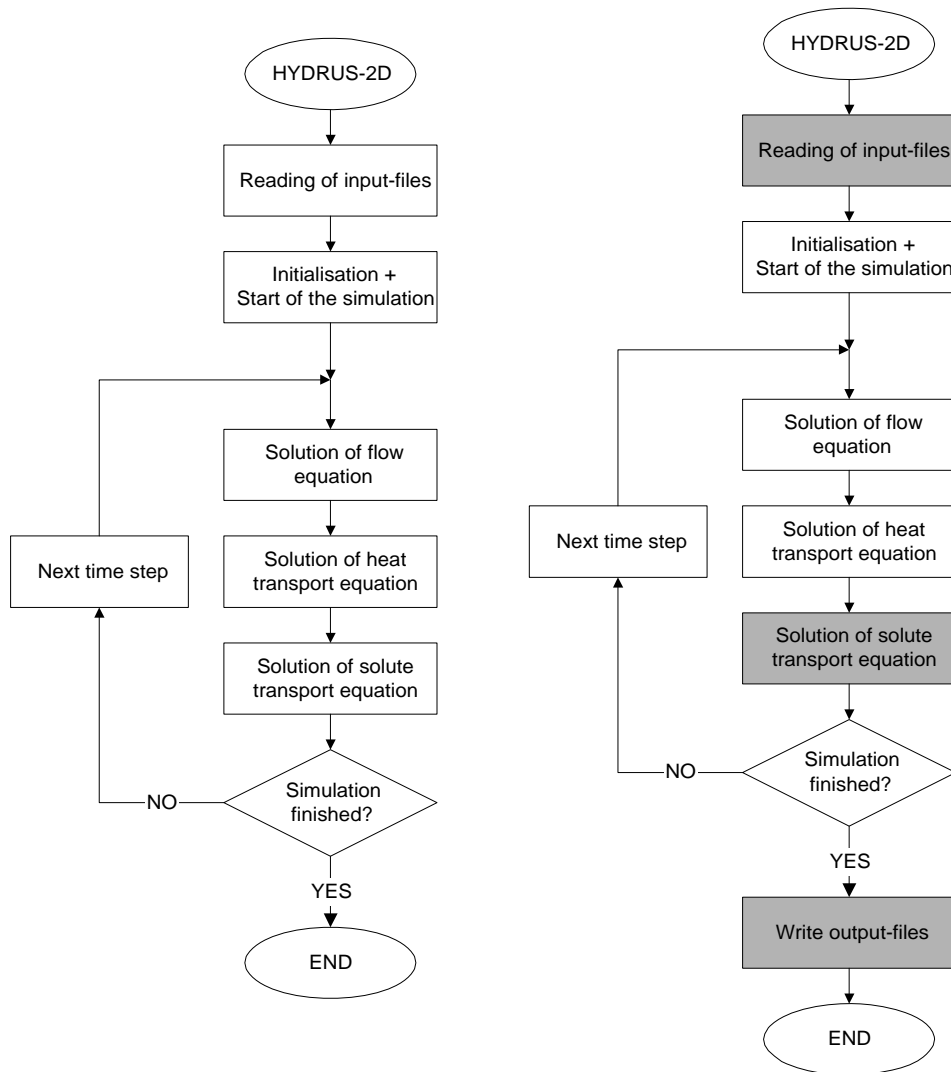 HYDRUS-2D
Reading of input-files
Initialisation +
Start of the simulation
Solution of flow
equation
Next time step
Solution of heat
transport equation
Solution of solute
transport equation
Simulation
finished?
NO
YES
END
HYDRUS-2D
Reading of input-files
Initialisation +
Start of the simulation
Solution of flow
equation
Next time step
Solution of heat
transport equation
Solution of solute
transport equation
Simulation
finished?
NO
YES
Write output-files
END